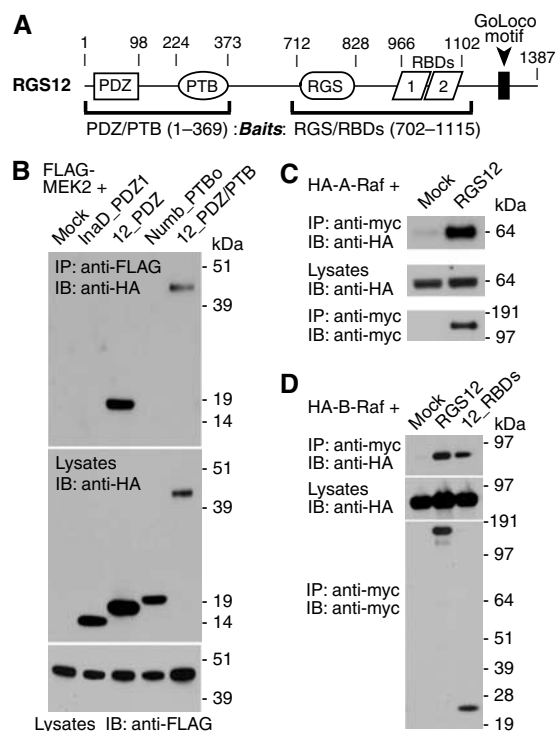 A
GoLoco
motif
1 98 224 373 712 828 966 1102 1387
RBDs
RGS12 PDZ PTB RGS 1 2
PDZ/PTB (1–369) :Baits: RGS/RBDs (702–1115)
B
FLAG-
MEK2 +
Mock
InaD_PDZ1
12_PDZ
Numb_PTBo
12_PDZ/PTB
kDa
IP: anti-FLAG
IB: anti-HA
- 51
- 39
- 19
- 14
Lysates
IB: anti-HA
- 51
- 39
- 19
- 14
- 51
- 39
Lysates IB: anti-FLAG
C
HA-A-Raf +
Mock
RGS12
kDa
IP: anti-myc
IB: anti-HA
- 64
Lysates
IB: anti-HA
- 64
IP: anti-myc
IB: anti-myc
- 191
- 97
D
HA-B-Raf +
Mock
RGS12
12_RBDs
kDa
IP: anti-myc
IB: anti-HA
- 97
Lysates
IB: anti-HA
- 97
- 191
- 97
IP: anti-myc
IB: anti-myc
- 64
- 51
- 39
- 28
- 19